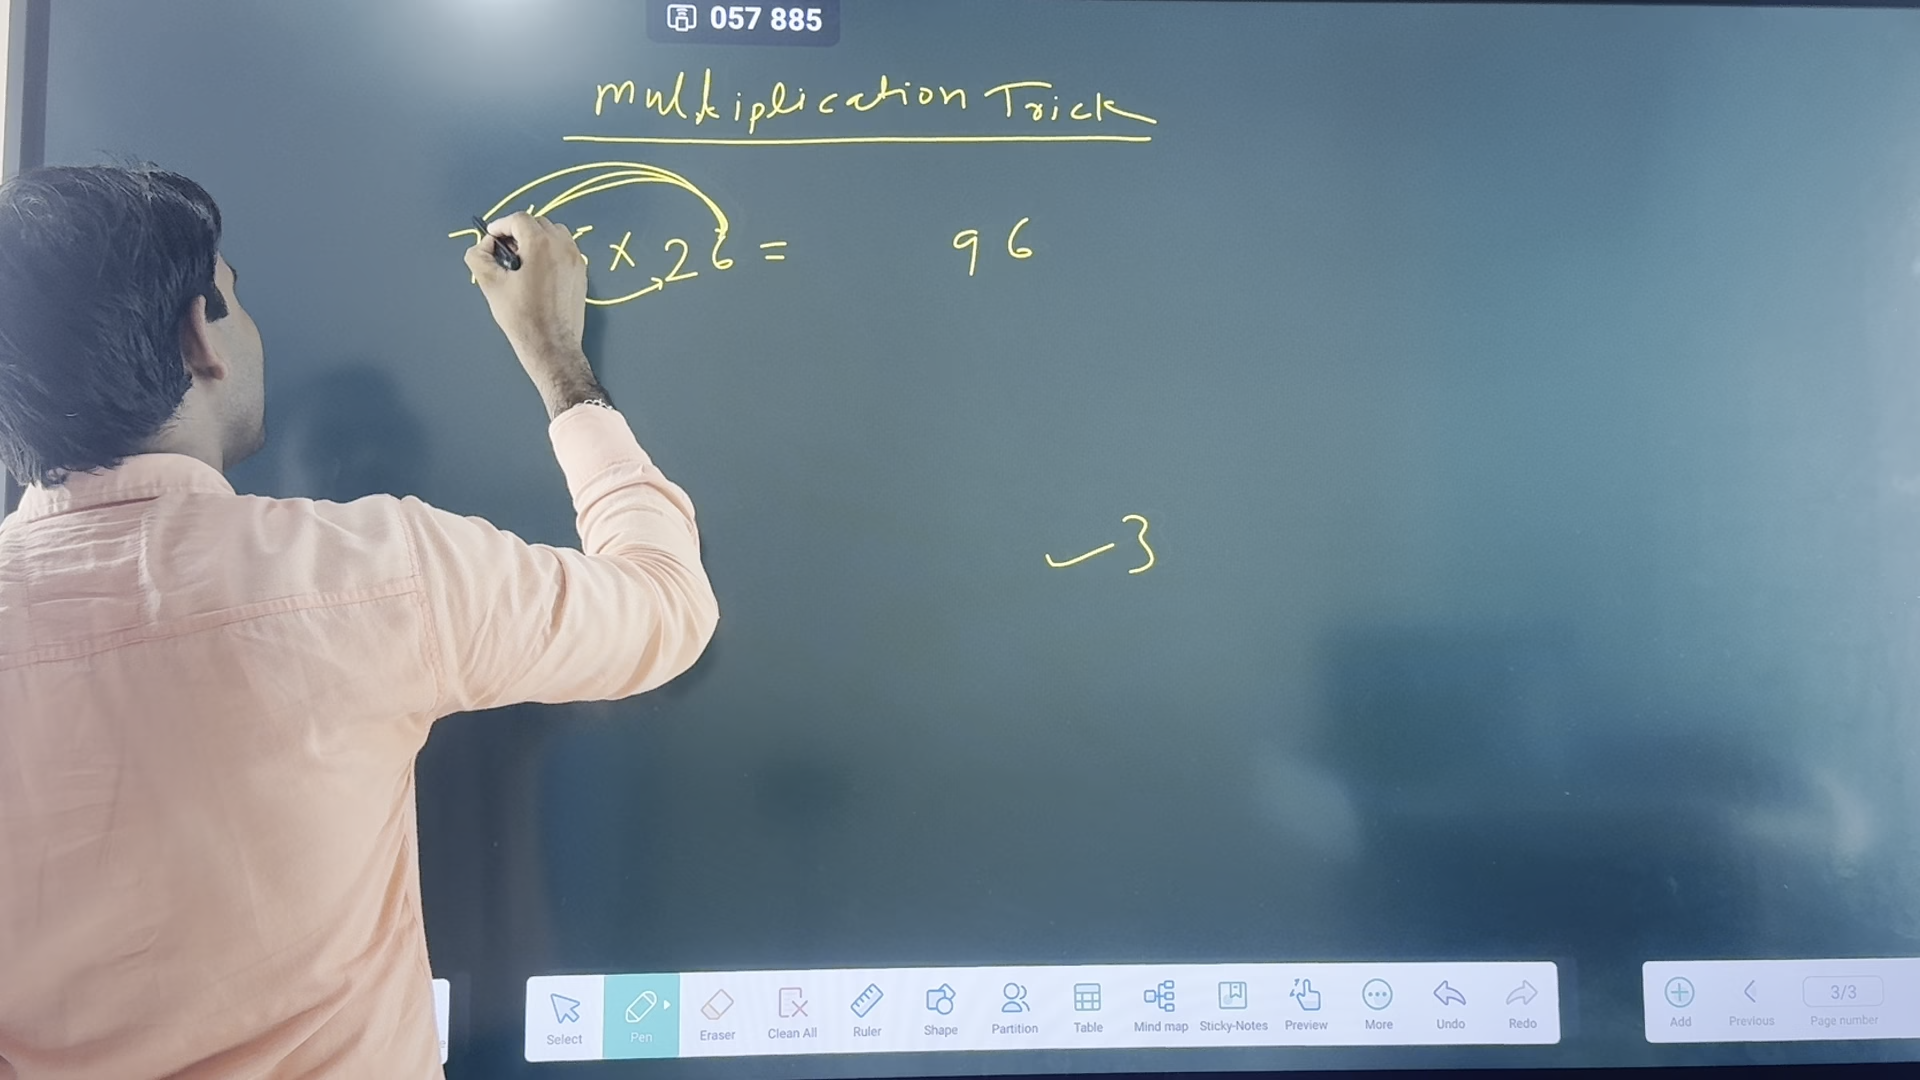 057 885
Multiplication Trick
7 × 26 = 96
3
Select Pen Eraser Clean All Ruler Shape Partition Table Mind map Sticky-Notes Preview More Undo Redo
Add Previous 3/3 Page number